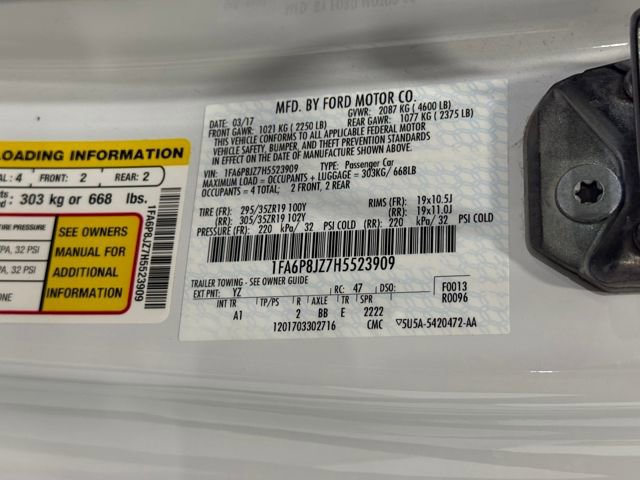 MFD. BY FORD MOTOR CO.
DATE: 03/17 GVWR: 2087 KG ( 4600 LB)
FRONT GAWR: 1021 KG ( 2250 LB) REAR GAWR: 1077 KG ( 2375 LB)
THIS VEHICLE CONFORMS TO ALL APPLICABLE FEDERAL MOTOR
VEHICLE SAFETY, BUMPER, AND THEFT PREVENTION STANDARDS
IN EFFECT ON THE DATE OF MANUFACTURE SHOWN ABOVE.
VIN: 1FA6P8JZ7H5523909 TYPE: Passenger Car
MAXIMUM LOAD = OCCUPANTS + LUGGAGE = 303KG/ 668LB
OCCUPANTS = 4 TOTAL: 2 FRONT, 2 REAR
TIRE (FR): 295/35ZR19 100Y RIMS (FR): 19x10.5J
(RR): 305/35ZR19 102Y (RR): 19x11.0J
PRESSURE (FR): 220 kPa/ 32 PSI COLD (RR): 220 kPa/ 32 PSI COLD
1FA6P8JZ7H5523909
TRAILER TOWING - SEE OWNER GUIDE
EXT PNT: YZ RC: 47 DSO: F0013
R0096
INT TR TP/PS R AXLE TR SPR
A1 2 BB E 2222
1201703302716 CMC 5U5A-5420472-AA
LOADING INFORMATION
: 4 FRONT: 2 REAR: 2
303 kg or 668 lbs.
TIRE PRESSURE
PA, 32 PSI
PA, 32 PSI
ONE
SEE OWNERS
MANUAL FOR
ADDITIONAL
INFORMATION
1FA6P8JZ7H5523909